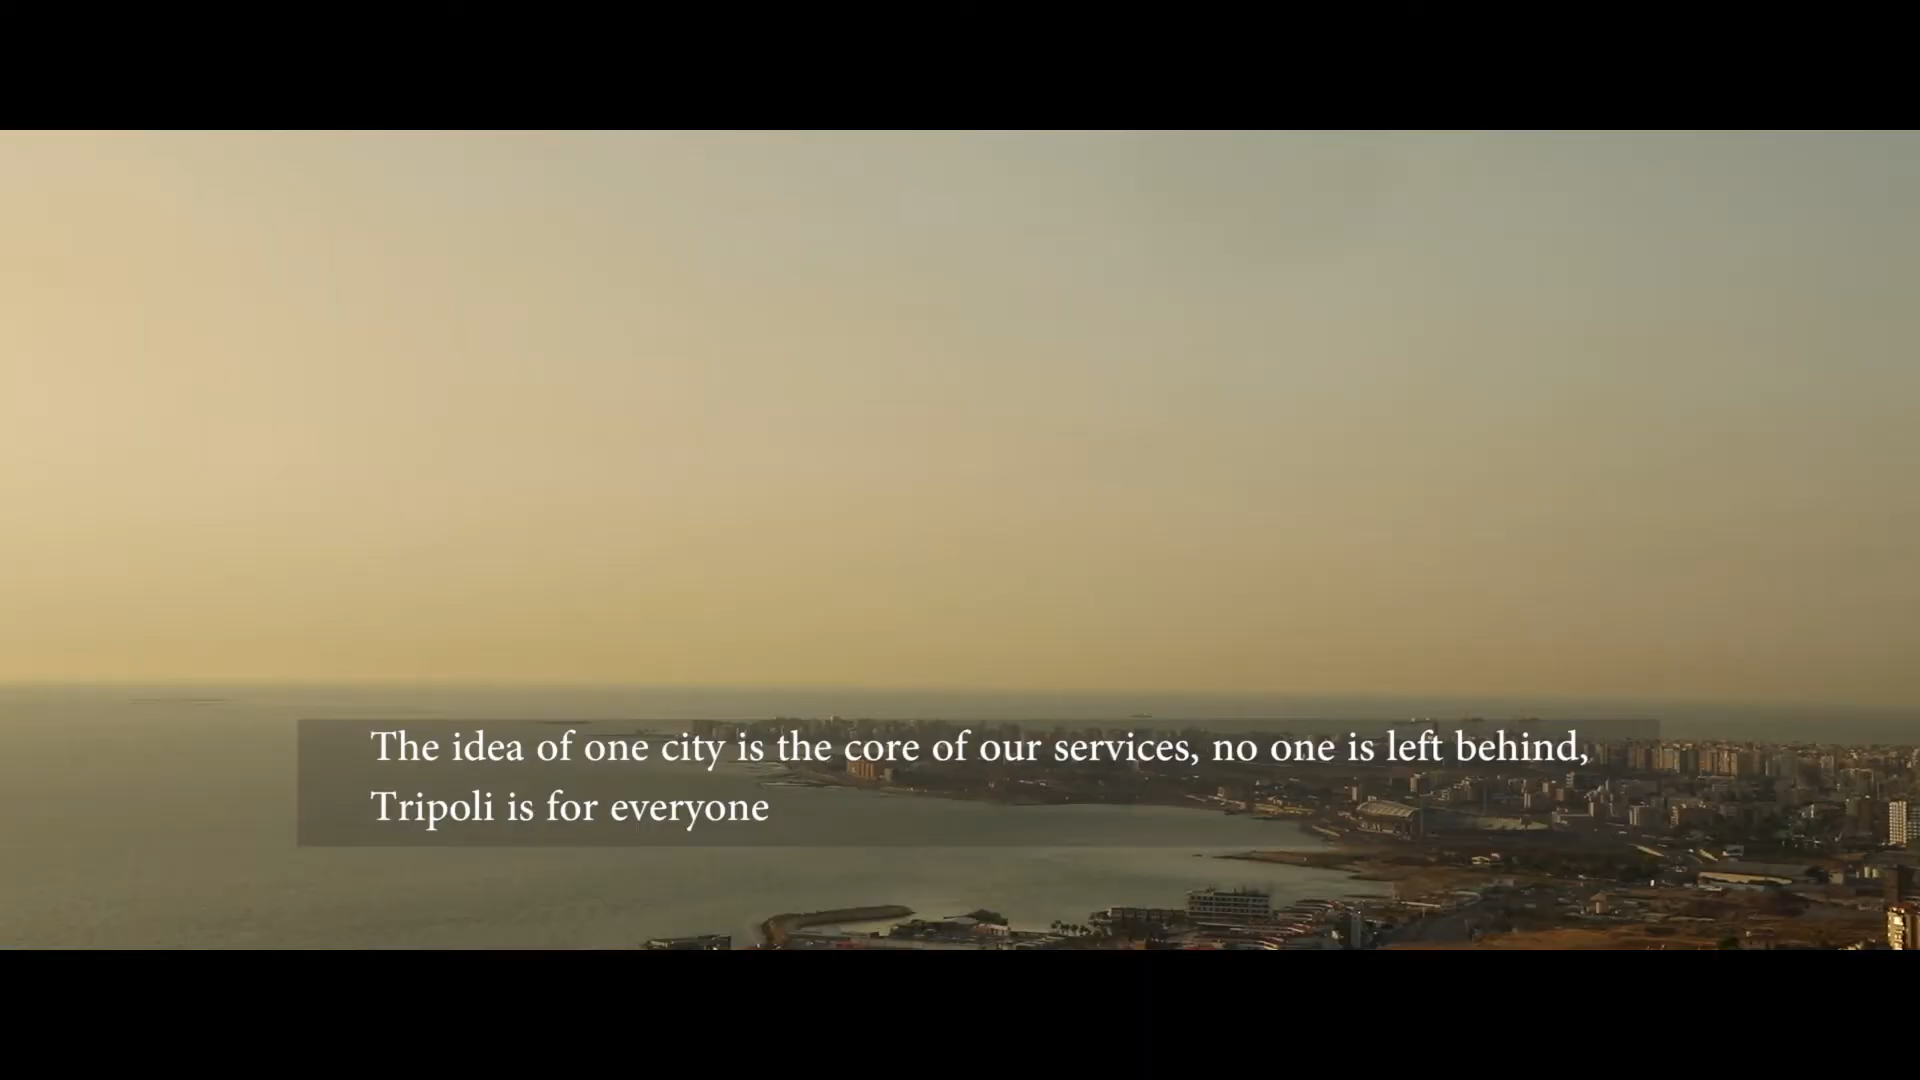 The idea of one city is the core of our services, no one is left behind,
Tripoli is for everyone